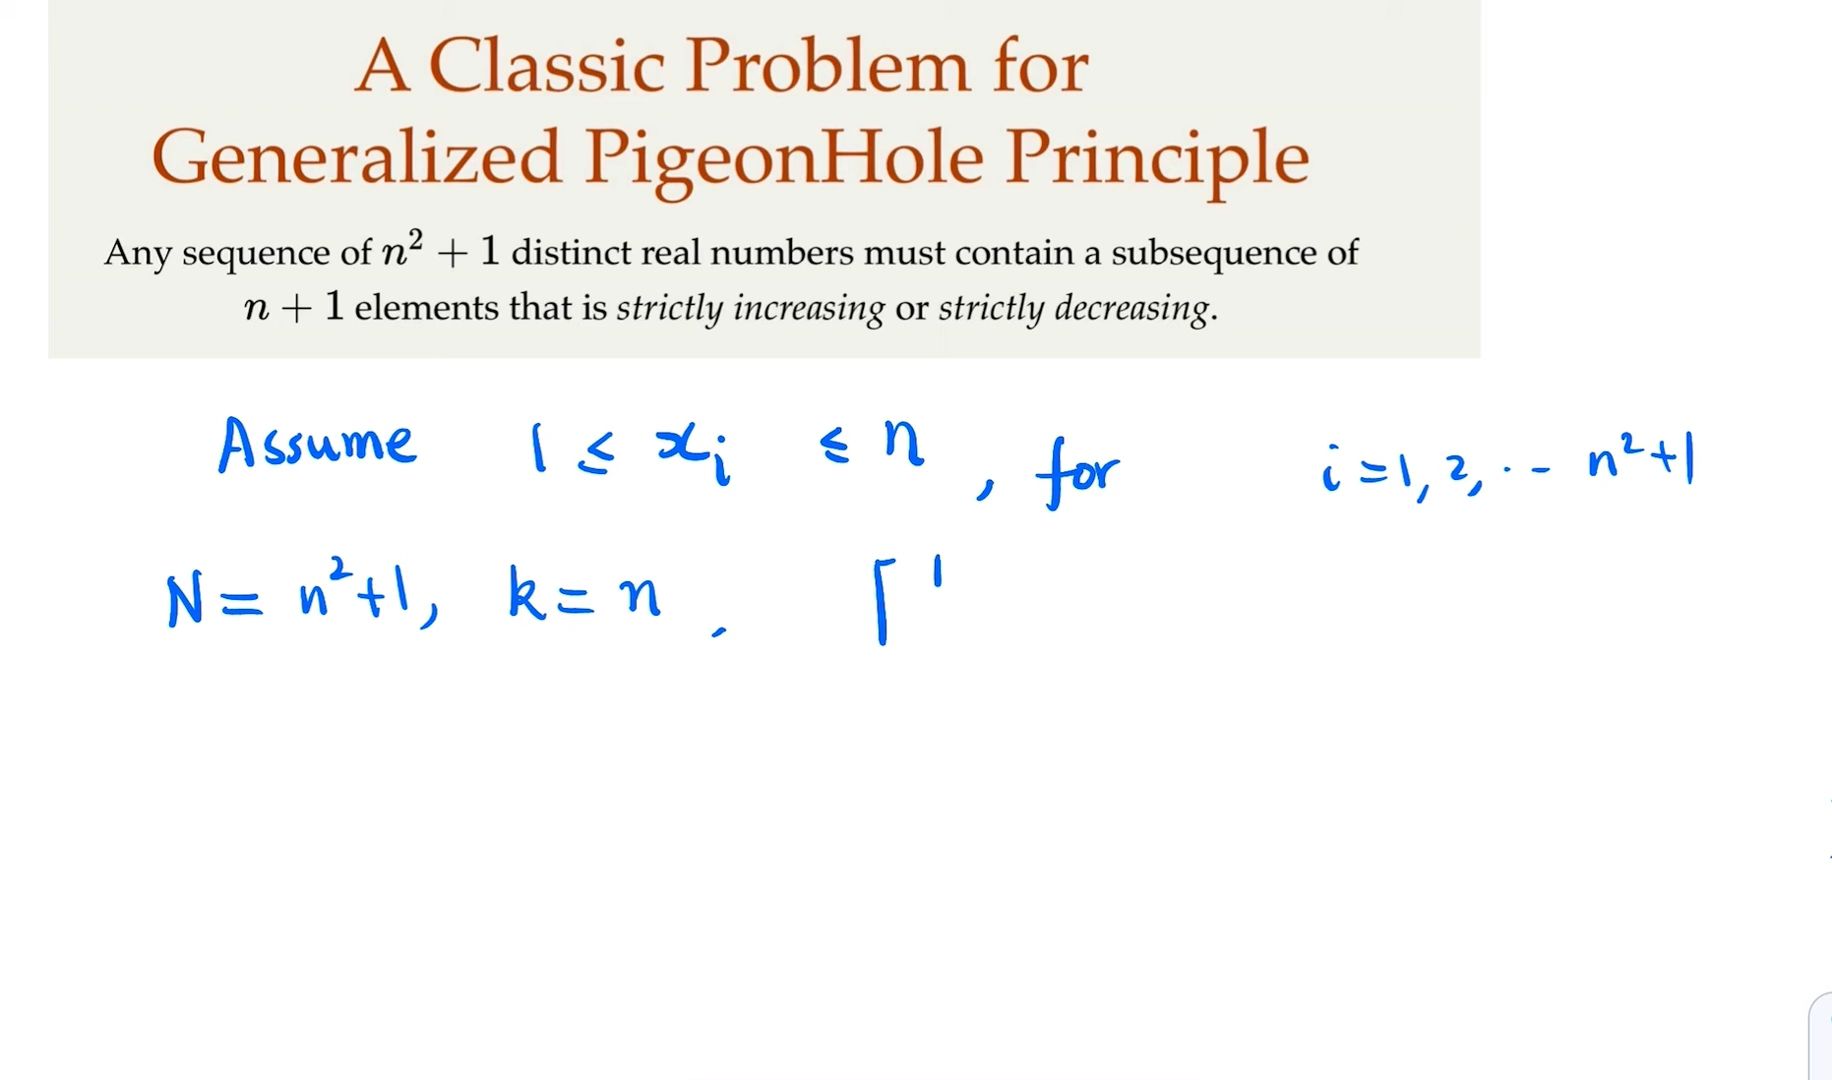 A Classic Problem for
Generalized PigeonHole Principle
Any sequence of n² + 1 distinct real numbers must contain a subsequence of
n + 1 elements that is strictly increasing or strictly decreasing.
Assume 1 ≤ xᵢ ≤ n, for i = 1, 2, ·-- n²+1
N = n²+1, k = n, ⌈ 1